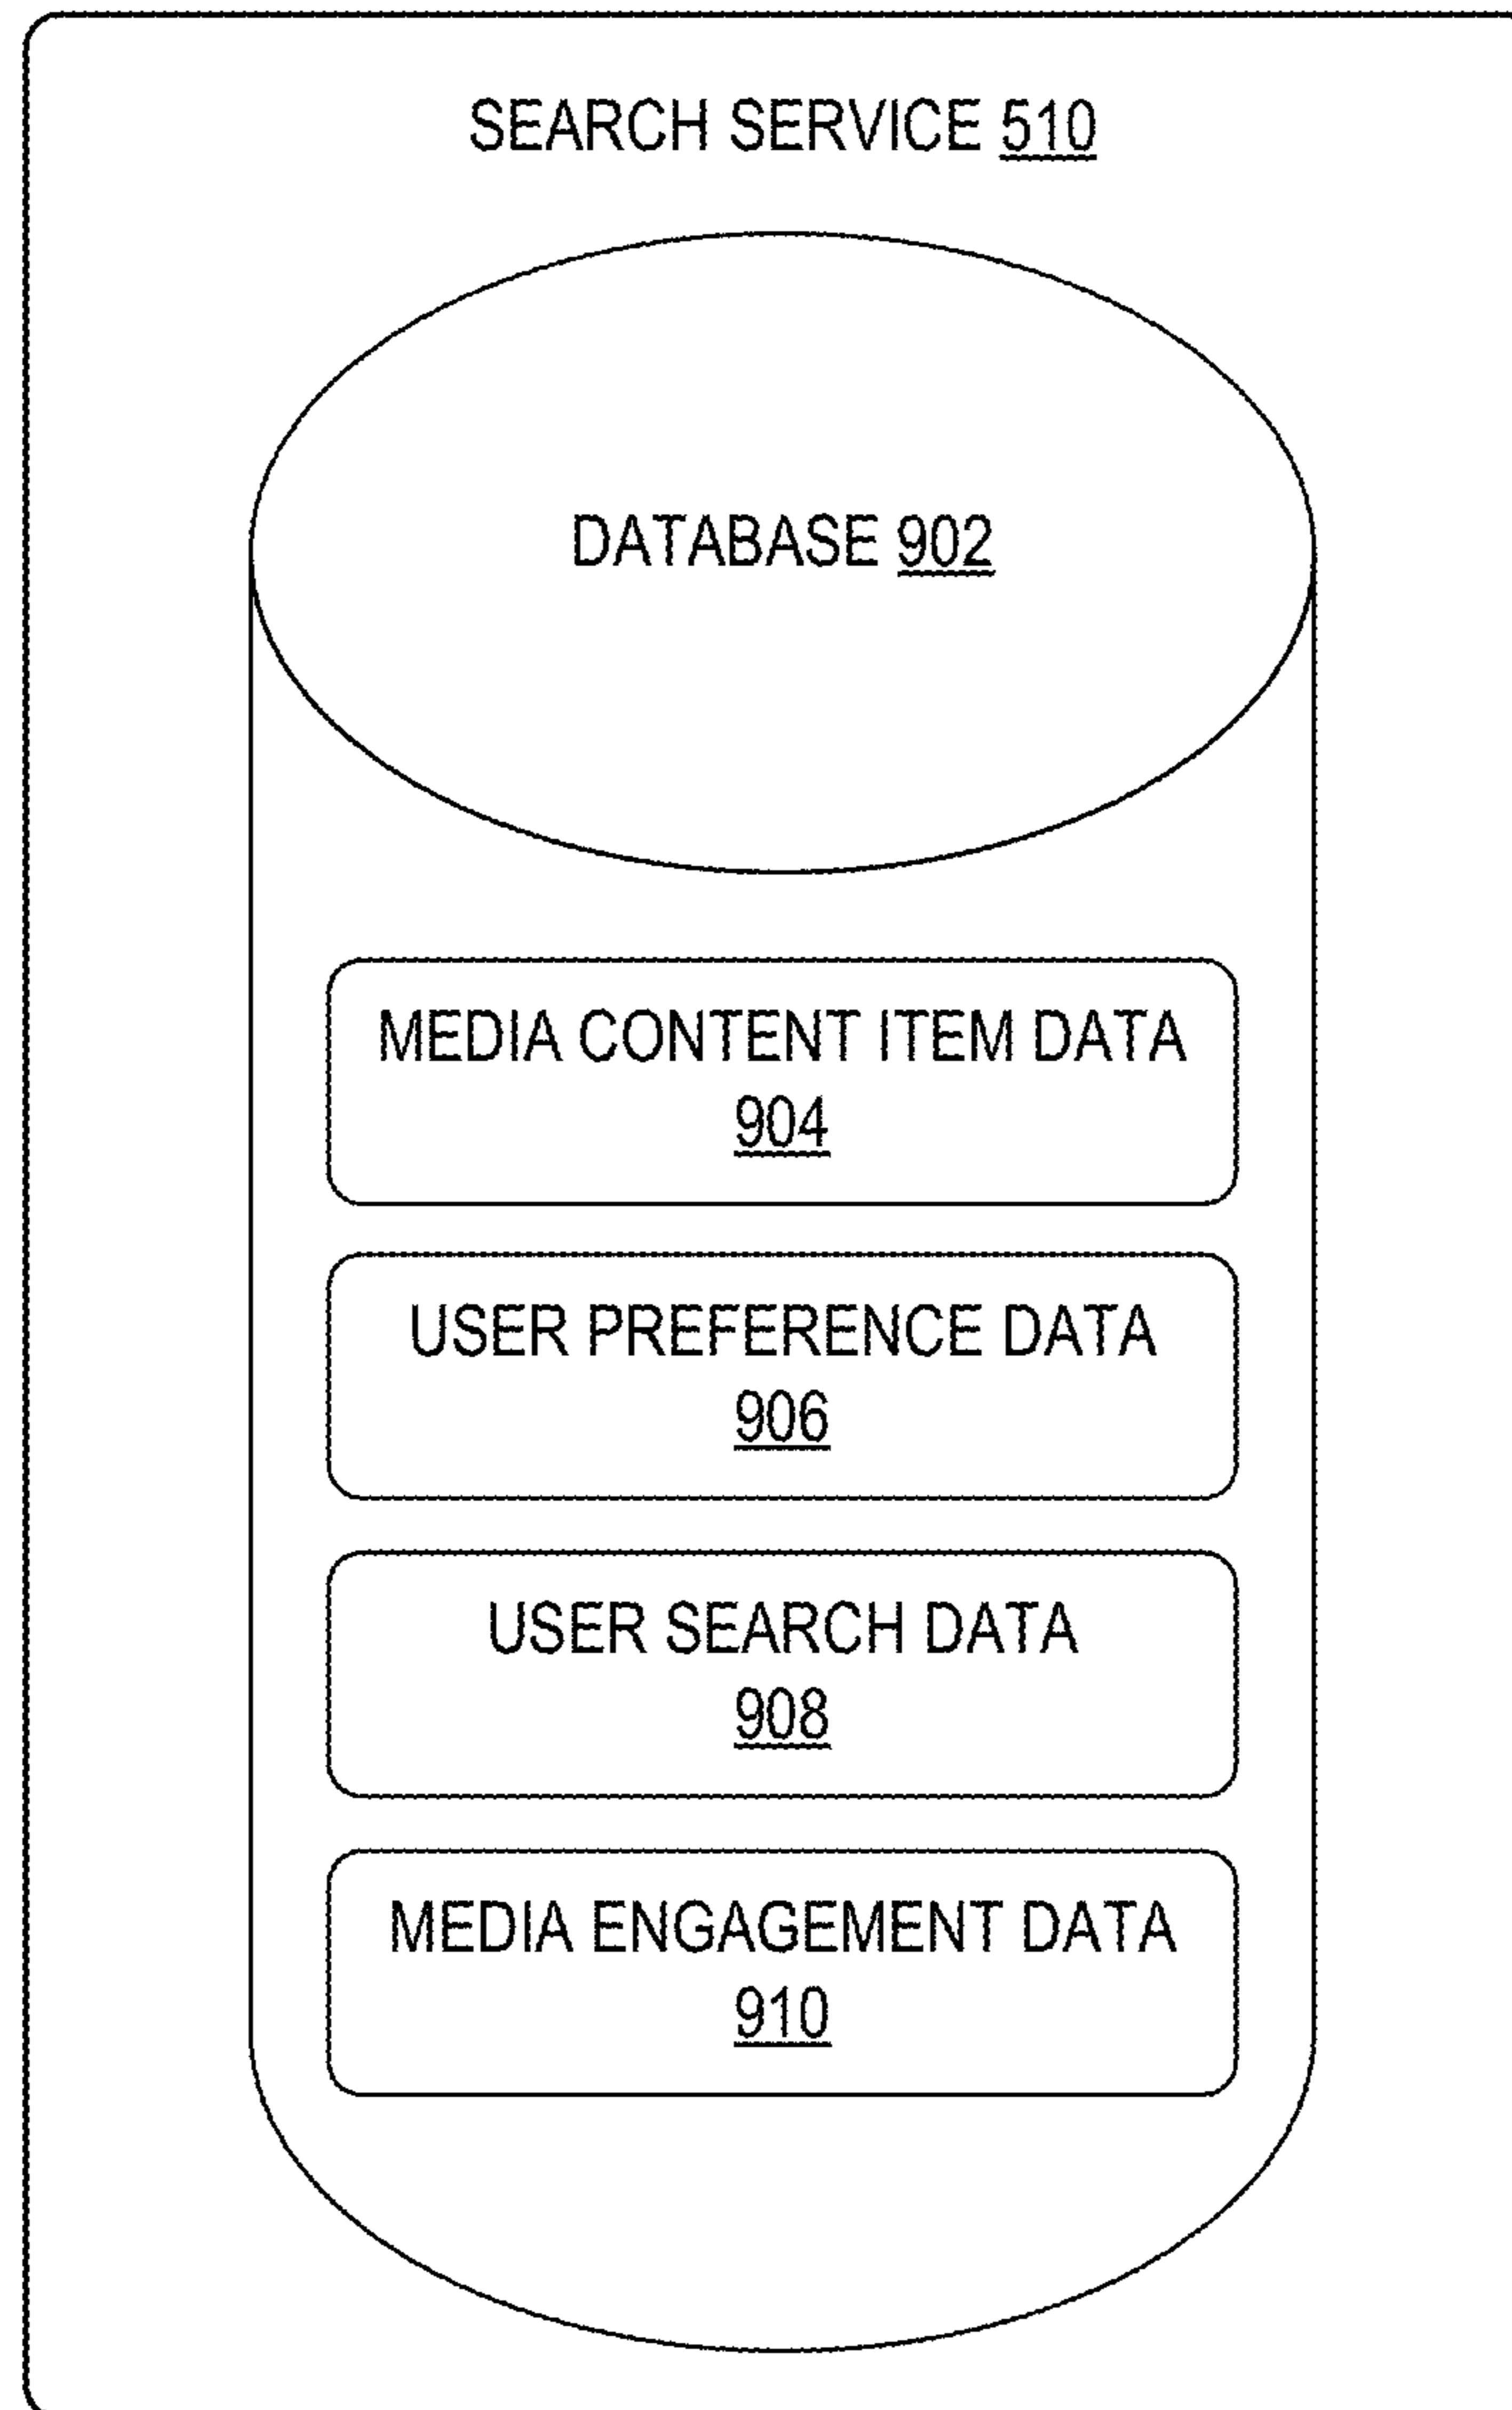 SEARCH SERVICE 510
DATABASE 902
MEDIA CONTENT ITEM DATA
904
USER PREFERENCE DATA
906
USER SEARCH DATA
908
MEDIA ENGAGEMENT DATA
910